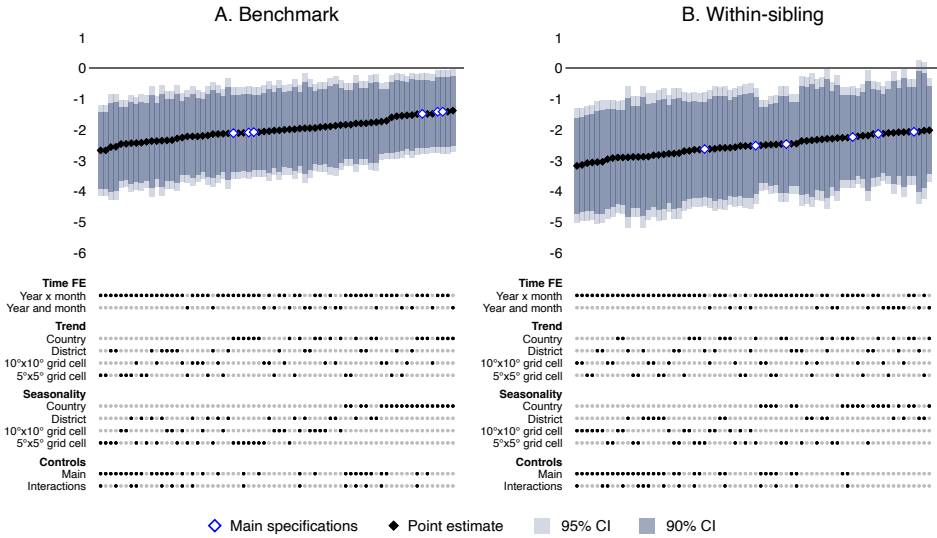 A. Benchmark
1
0
-1
-2
-3
-4
-5
-6
Time FE
Year x month
Year and month
Trend
Country
District
10°x10° grid cell
5°x5° grid cell
Seasonality
Country
District
10°x10° grid cell
5°x5° grid cell
Controls
Main
Interactions
B. Within-sibling
1
0
-1
-2
-3
-4
-5
-6
Time FE
Year x month
Year and month
Trend
Country
District
10°x10° grid cell
5°x5° grid cell
Seasonality
Country
District
10°x10° grid cell
5°x5° grid cell
Controls
Main
Interactions
Main specifications
Point estimate
95% CI
90% CI